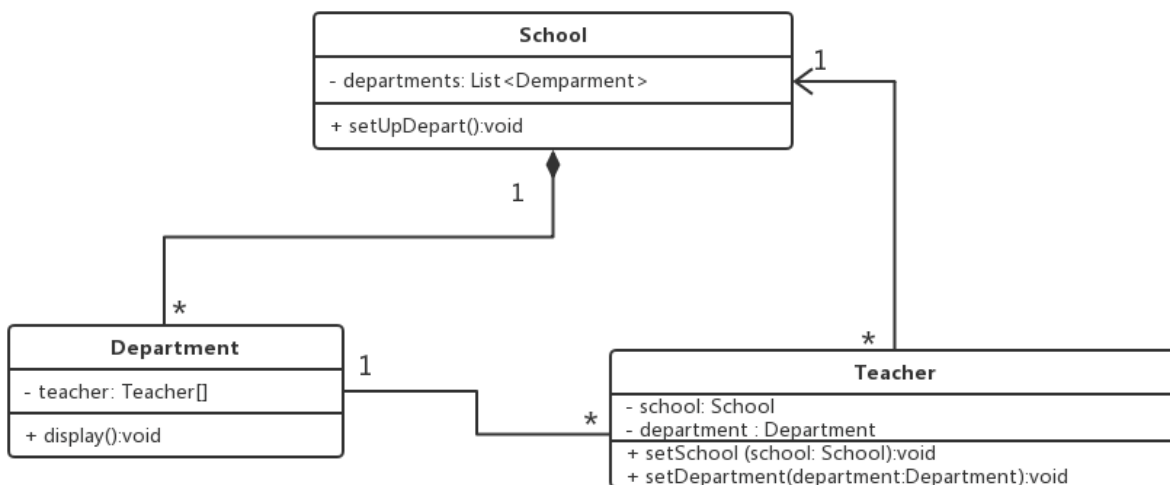 School
- departments: List<Demparment>
+ setUpDepart():void
1
1
*
Department
- teacher: Teacher[]
+ display():void
1
*
*
Teacher
- school: School
- department : Department
+ setSchool (school: School):void
+ setDepartment(department:Department):void